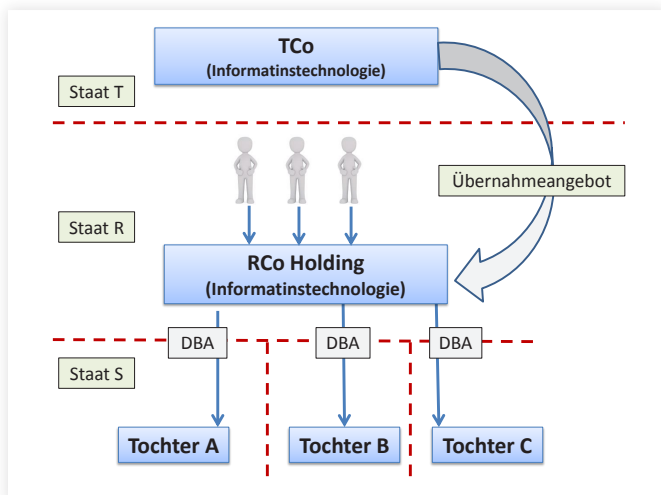 TCo
(Informatinstechnologie)
Staat T
Übernahmeangebot
Staat R
RCo Holding
(Informatinstechnologie)
DBA
DBA
DBA
Staat S
Tochter A
Tochter B
Tochter C